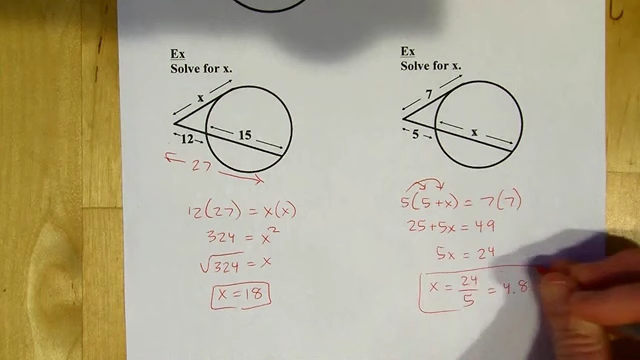 Ex
Solve for x.
x
12
15
27
12(27) = x(x)
324 = x²
√324 = x
x = 18
Ex
Solve for x.
7
5
x
5(5+x) = 7(7)
25+5x = 49
5x = 24
x = 24/5 = 4.8